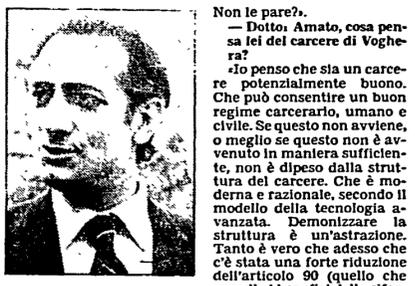 Non le pare?».
— Dotto: Amato, cosa pen-
sa lei del carcere di Voghe-
ra?
«Io penso che sia un carce-
re potenzialmente buono.
Che può consentire un buon
regime carcerario, umano e
civile. Se questo non avviene,
o meglio se questo non è av-
venuto in maniera sufficien-
te, non è dipeso dalla strut-
tura del carcere. Che è mo-
derna e razionale, secondo il
modello della tecnologia a-
vanzata. Demonizzare la
struttura è un'astrazione.
Tanto è vero che adesso che
c'è stata una forte riduzione
dell'articolo 90 (quello che